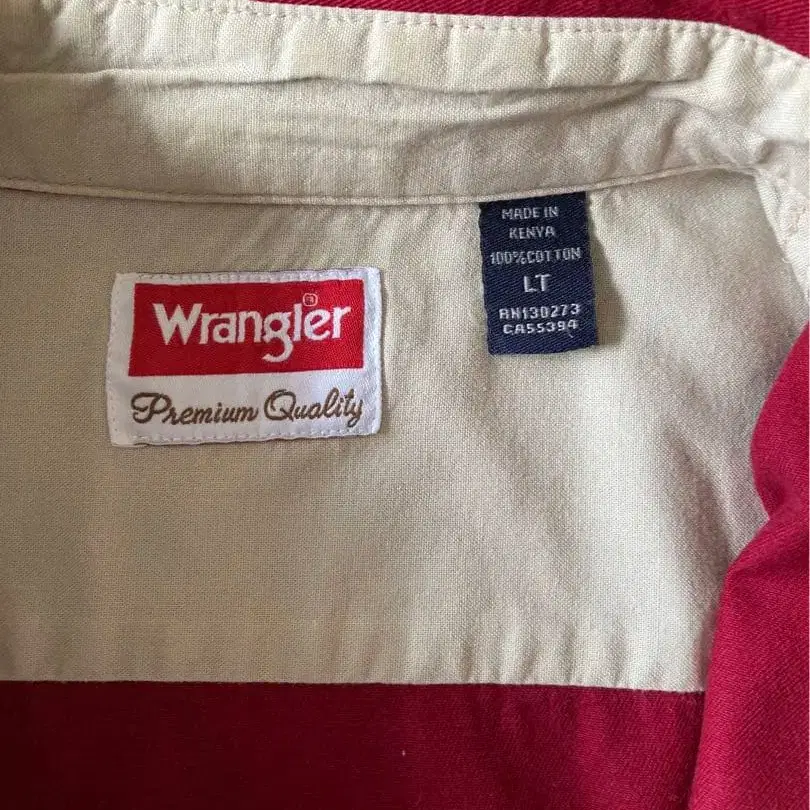 Wrangler®
Premium Quality
MADE IN
KENYA
100%COTTON
LT
RN130273
CA55394